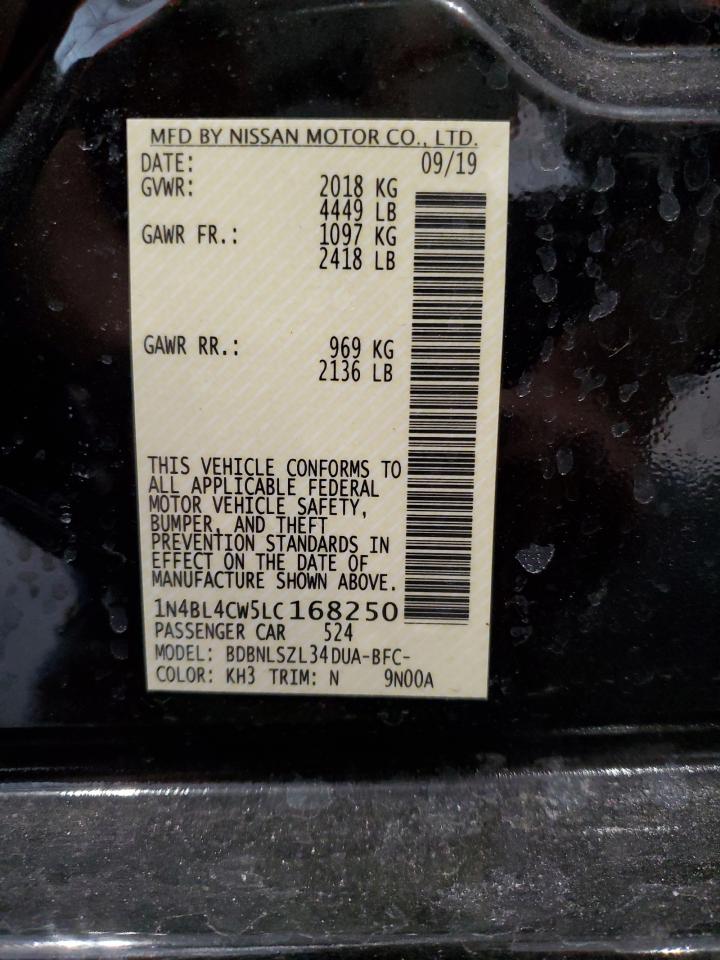 MFD BY NISSAN MOTOR CO., LTD.
DATE: 09/19
GVWR: 2018 KG
4449 LB
GAWR FR.: 1097 KG
2418 LB
GAWR RR.: 969 KG
2136 LB
THIS VEHICLE CONFORMS TO
ALL APPLICABLE FEDERAL
MOTOR VEHICLE SAFETY,
BUMPER, AND THEFT
PREVENTION STANDARDS IN
EFFECT ON THE DATE OF
MANUFACTURE SHOWN ABOVE.
1N4BL4CW5LC168250
PASSENGER CAR 524
MODEL: BDBNLSZL34DUA-BFC-
COLOR: KH3 TRIM: N 9N00A